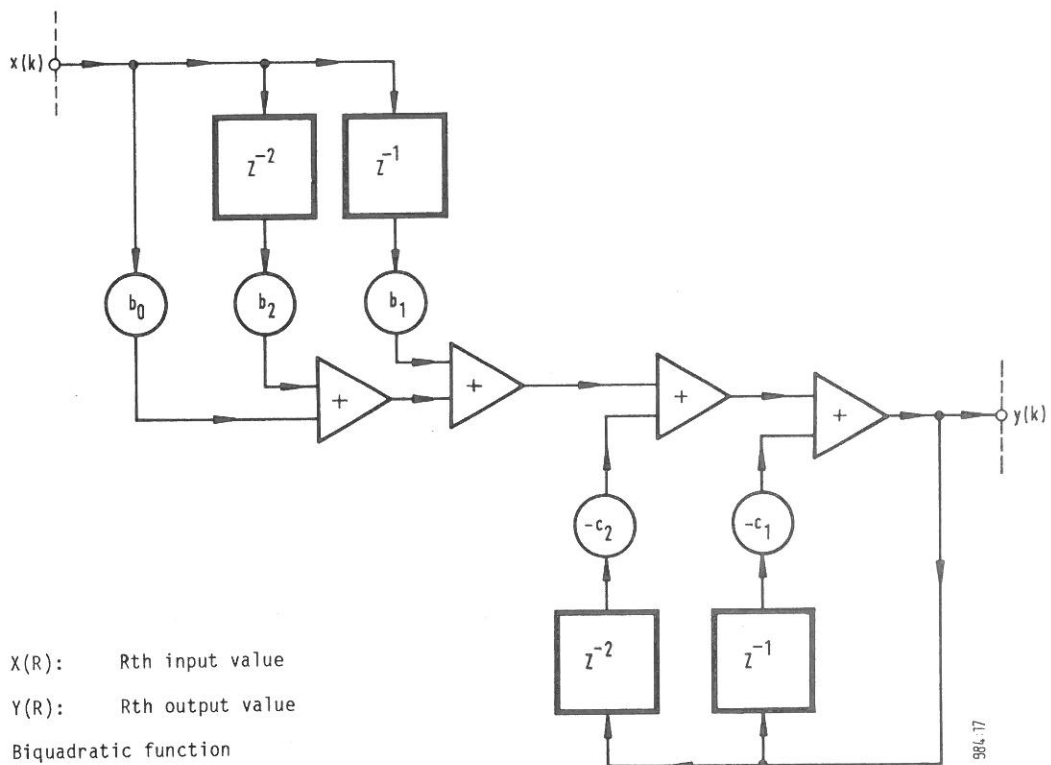 x(k)
Z⁻²
Z⁻¹
b₀
b₂
b₁
+
+
+
+
y(k)
-c₂
-c₁
Z⁻²
Z⁻¹
X(R): Rth input value
Y(R): Rth output value
Biquadratic function
984:17